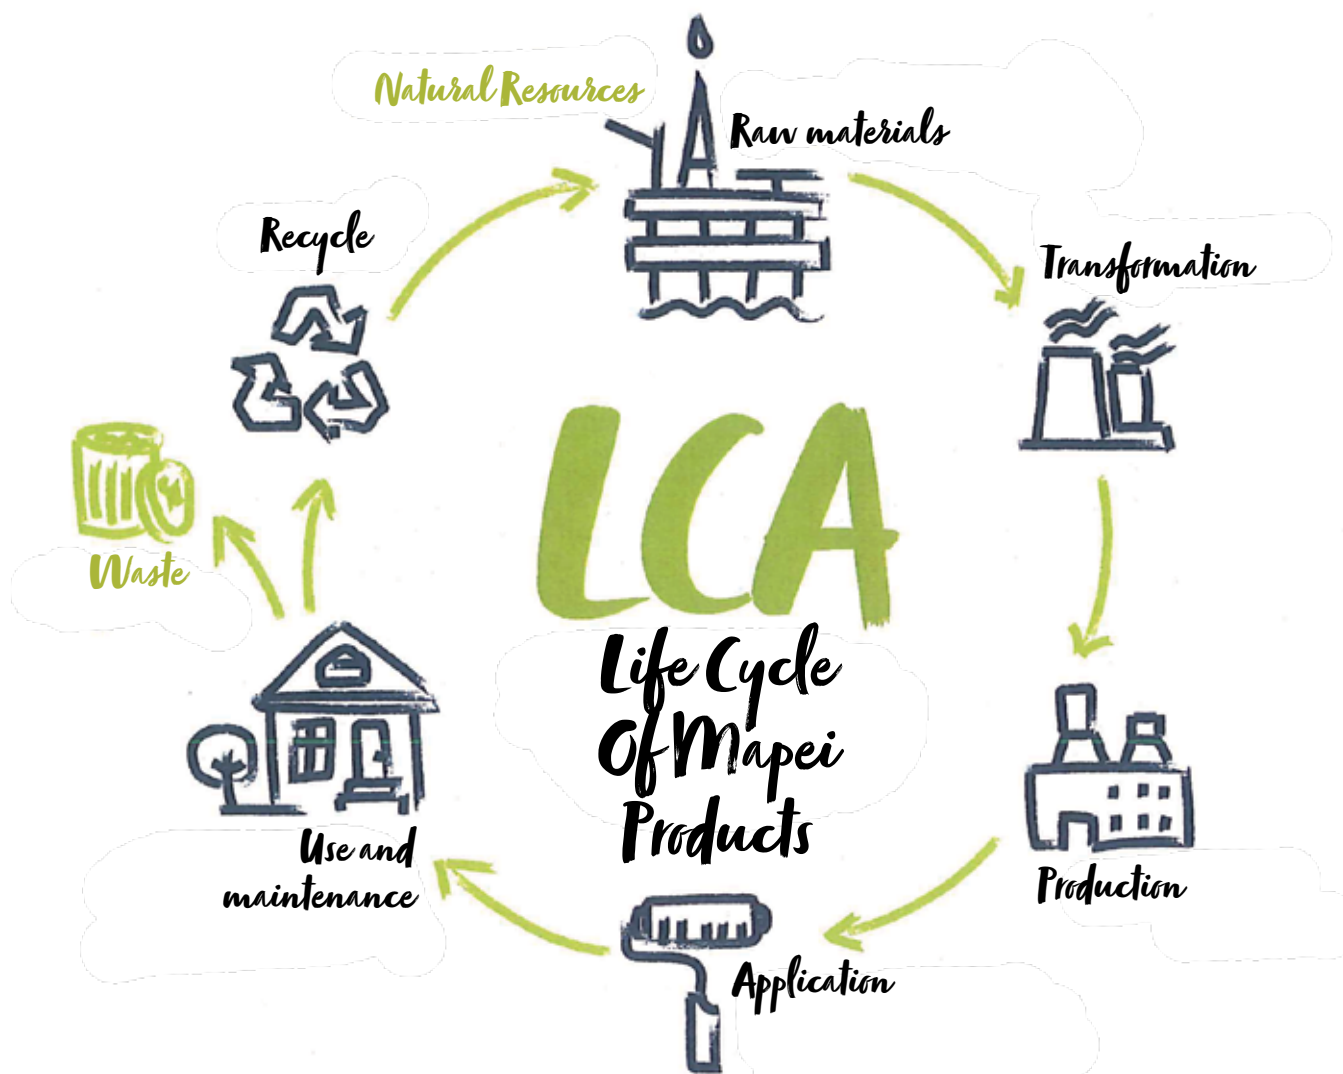 Natural Resources
Raw materials
Recycle
Transformation
LCA
Waste
Life Cycle
Of Mapei
Products
Use and
maintenance
Production
Application